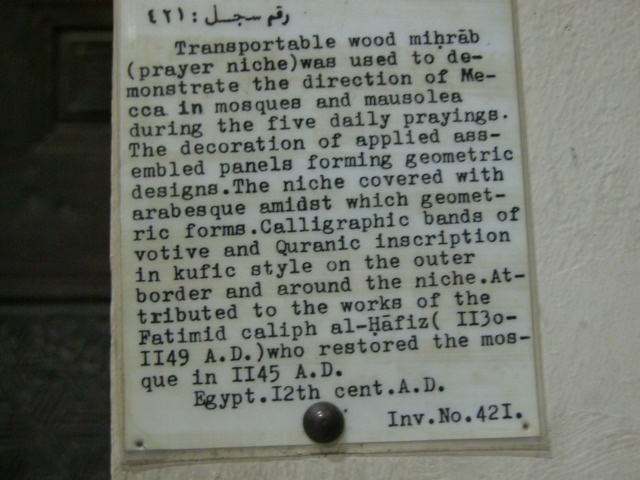 رقم سجل : ٤٢١
Transportable wood miḥrāb
(prayer niche)was used to de-
monstrate the direction of Me-
cca in mosques and mausolea
during the five daily prayings.
The decoration of applied ass-
embled panels forming geometric
designs.The niche covered with
arabesque amidst which geomet-
ric forms.Calligraphic bands of
votive and Quranic inscription
in kufic style on the outer
border and around the niche.At-
tributed to the works of the
Fatimid caliph al-Ḥāfiz( II3o-
II49 A.D.)who restored the mos-
que in II45 A.D.
Egypt.I2th cent.A.D.
Inv.No.42I.